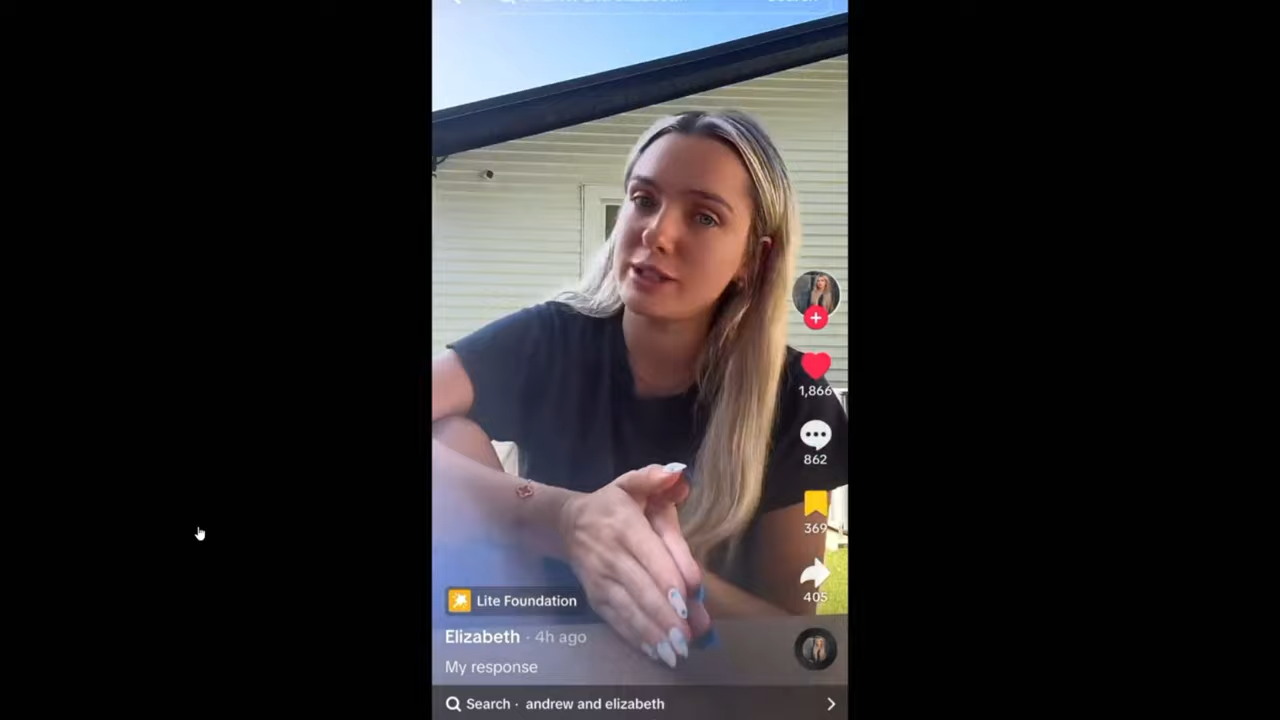 1,866
862
369
405
Lite Foundation
Elizabeth · 4h ago
My response
Search · andrew and elizabeth